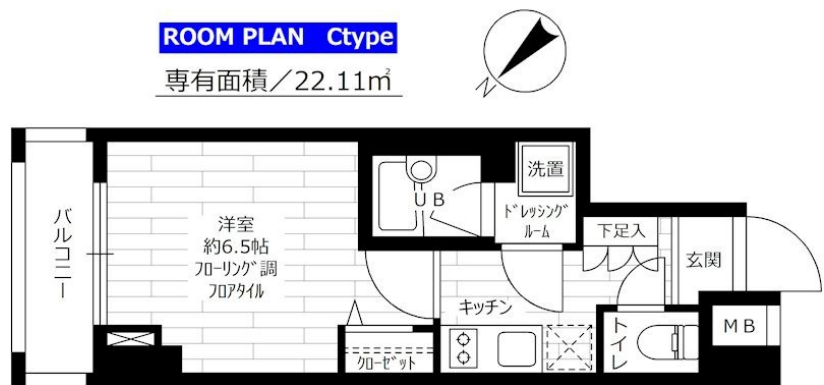 ROOM PLAN Ctype
専有面積／22.11㎡
N
バルコニー
洋室
約6.5帖
フローリング調
フロアタイル
UB
洗置
ドレッシング
ルーム
下足入
玄関
キッチン
クローゼット
トイレ
MB